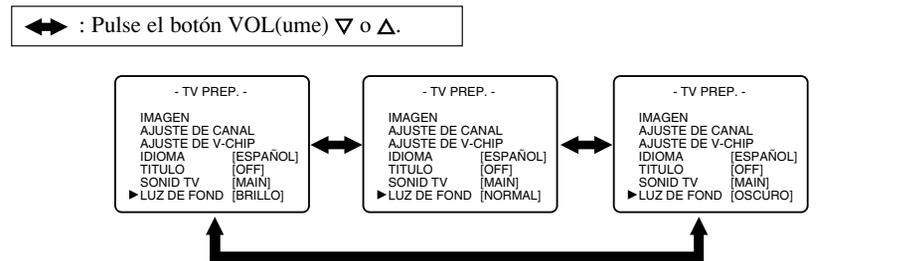 : Pulse el botón VOL(ume) ▽ o △.
- TV PREP. -
IMAGEN
AJUSTE DE CANAL
AJUSTE DE V-CHIP
IDIOMA [ESPAÑOL]
TITULO [OFF]
SONID TV [MAIN]
▶LUZ DE FOND [BRILLO]
- TV PREP. -
IMAGEN
AJUSTE DE CANAL
AJUSTE DE V-CHIP
IDIOMA [ESPAÑOL]
TITULO [OFF]
SONID TV [MAIN]
▶LUZ DE FOND [NORMAL]
- TV PREP. -
IMAGEN
AJUSTE DE CANAL
AJUSTE DE V-CHIP
IDIOMA [ESPAÑOL]
TITULO [OFF]
SONID TV [MAIN]
▶LUZ DE FOND [OSCURO]